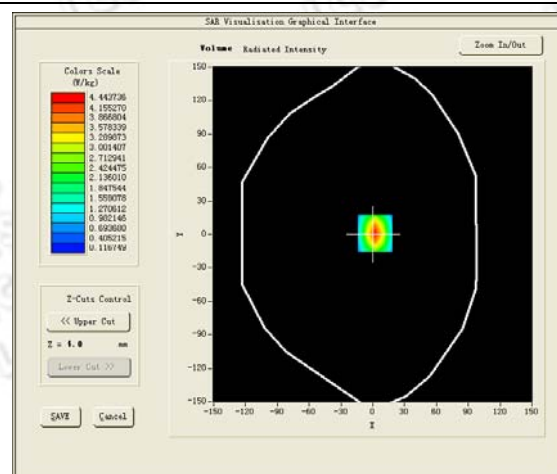 SAR Visualisation Graphical Interface
Volume Radiated Intensity
Zoom In/Out
Colors Scale
(W/kg)
4.443736
4.155270
3.866804
3.578339
3.289873
3.001407
2.712941
2.424475
2.136010
1.847544
1.559078
1.270612
0.982146
0.693680
0.405215
0.116749
Z-Cuts Control
<< Upper Cut
Z = 4.0 mm
Lower Cut >>
SAVE
Cancel
150
120
90
60
30
0
-30
-60
-90
-120
-150
Y
-150 -120 -90 -60 -30 0 30 60 90 120 150
X